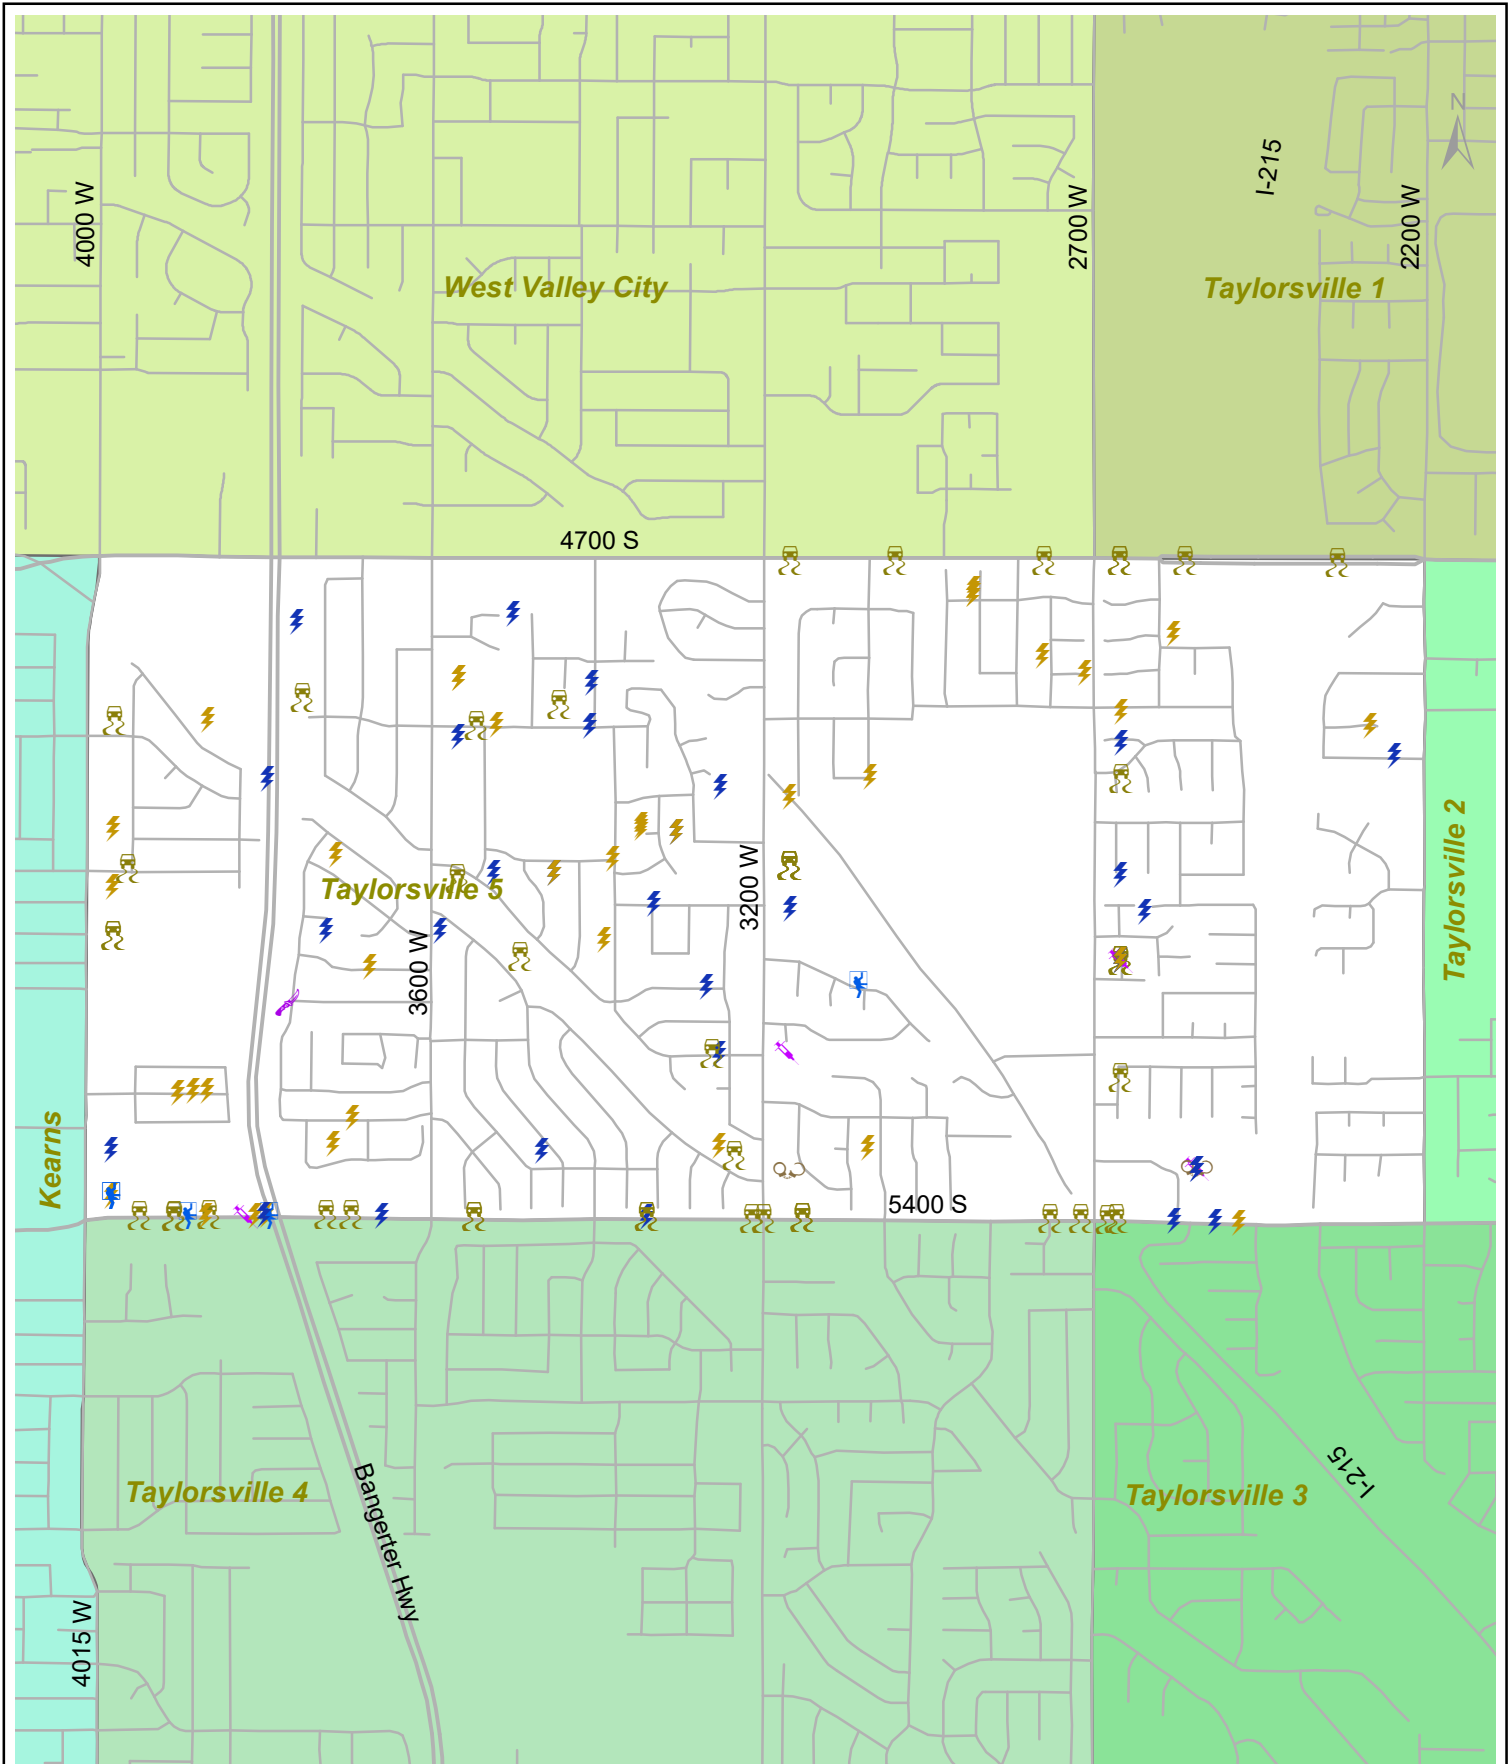 N
I-215
4000 W
2700 W
2200 W
West Valley City
Taylorsville 1
4700 S
Taylorsville 2
3200 W
Taylorsville 5
3600 W
Kearns
5400 S
I-215
Taylorsville 4
Taylorsville 3
Bangerter Hwy
4015 W